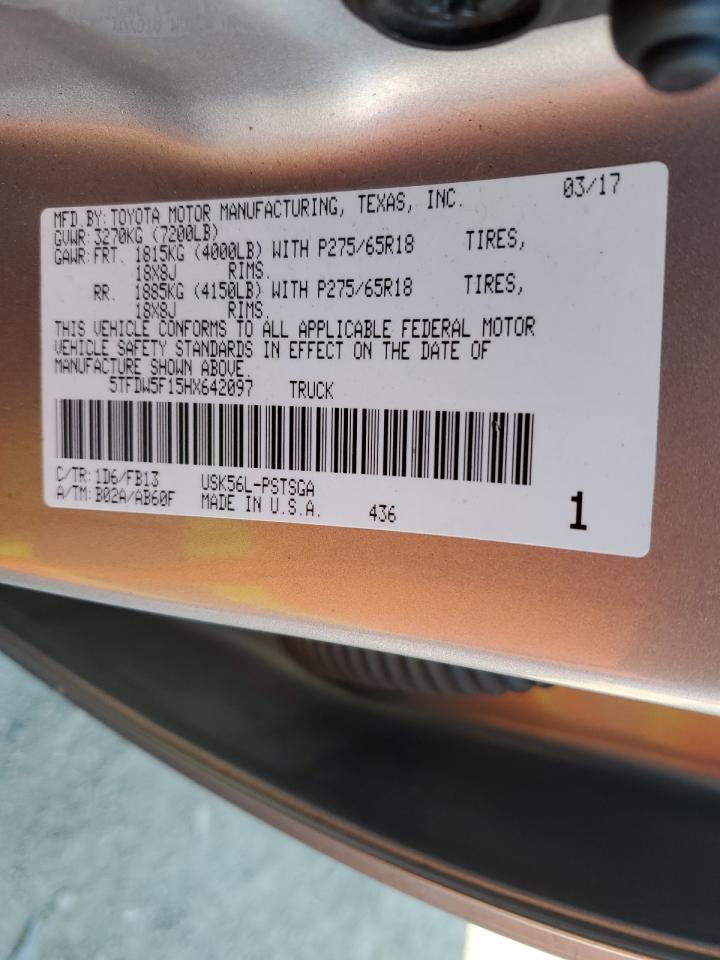 MFD BY: TOYOTA MOTOR MANUFACTURING, TEXAS, INC. 03/17
GVWR: 3270KG (7200LB)
GAWR: FRT. 1815KG (4000LB) WITH P275/65R18 TIRES,
18X8J RIMS.
RR. 1885KG (4150LB) WITH P275/65R18 TIRES,
18X8J RIMS.
THIS VEHICLE CONFORMS TO ALL APPLICABLE FEDERAL MOTOR
VEHICLE SAFETY STANDARDS IN EFFECT ON THE DATE OF
MANUFACTURE SHOWN ABOVE.
5TFDW5F15HX642097 TRUCK
C/TR: 1D6/FB13 USK56L-PSTSGA
A/TM: B02A/AB60F MADE IN U.S.A. 436 1